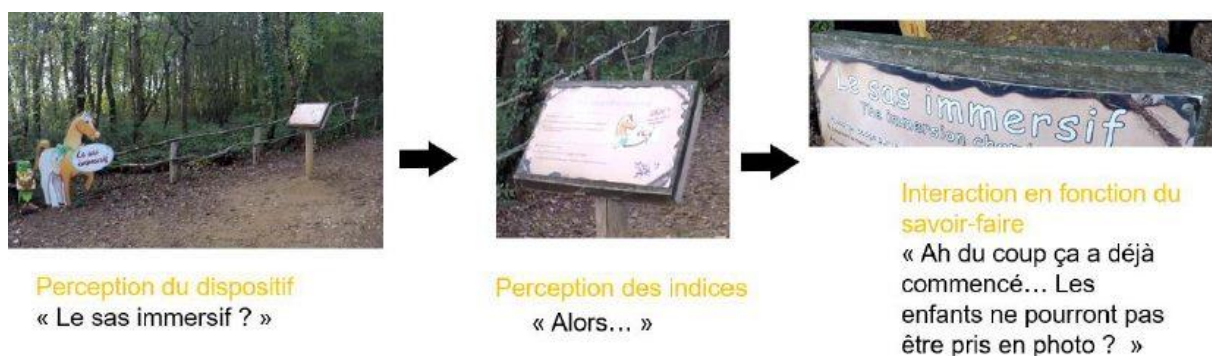 Le sas
immersif
Le sas immersif
The immersion
Perception du dispositif
« Le sas immersif ? »
Perception des indices
« Alors… »
Interaction en fonction du
savoir-faire
« Ah du coup ça a déjà
commencé… Les
enfants ne pourront pas
être pris en photo ? »